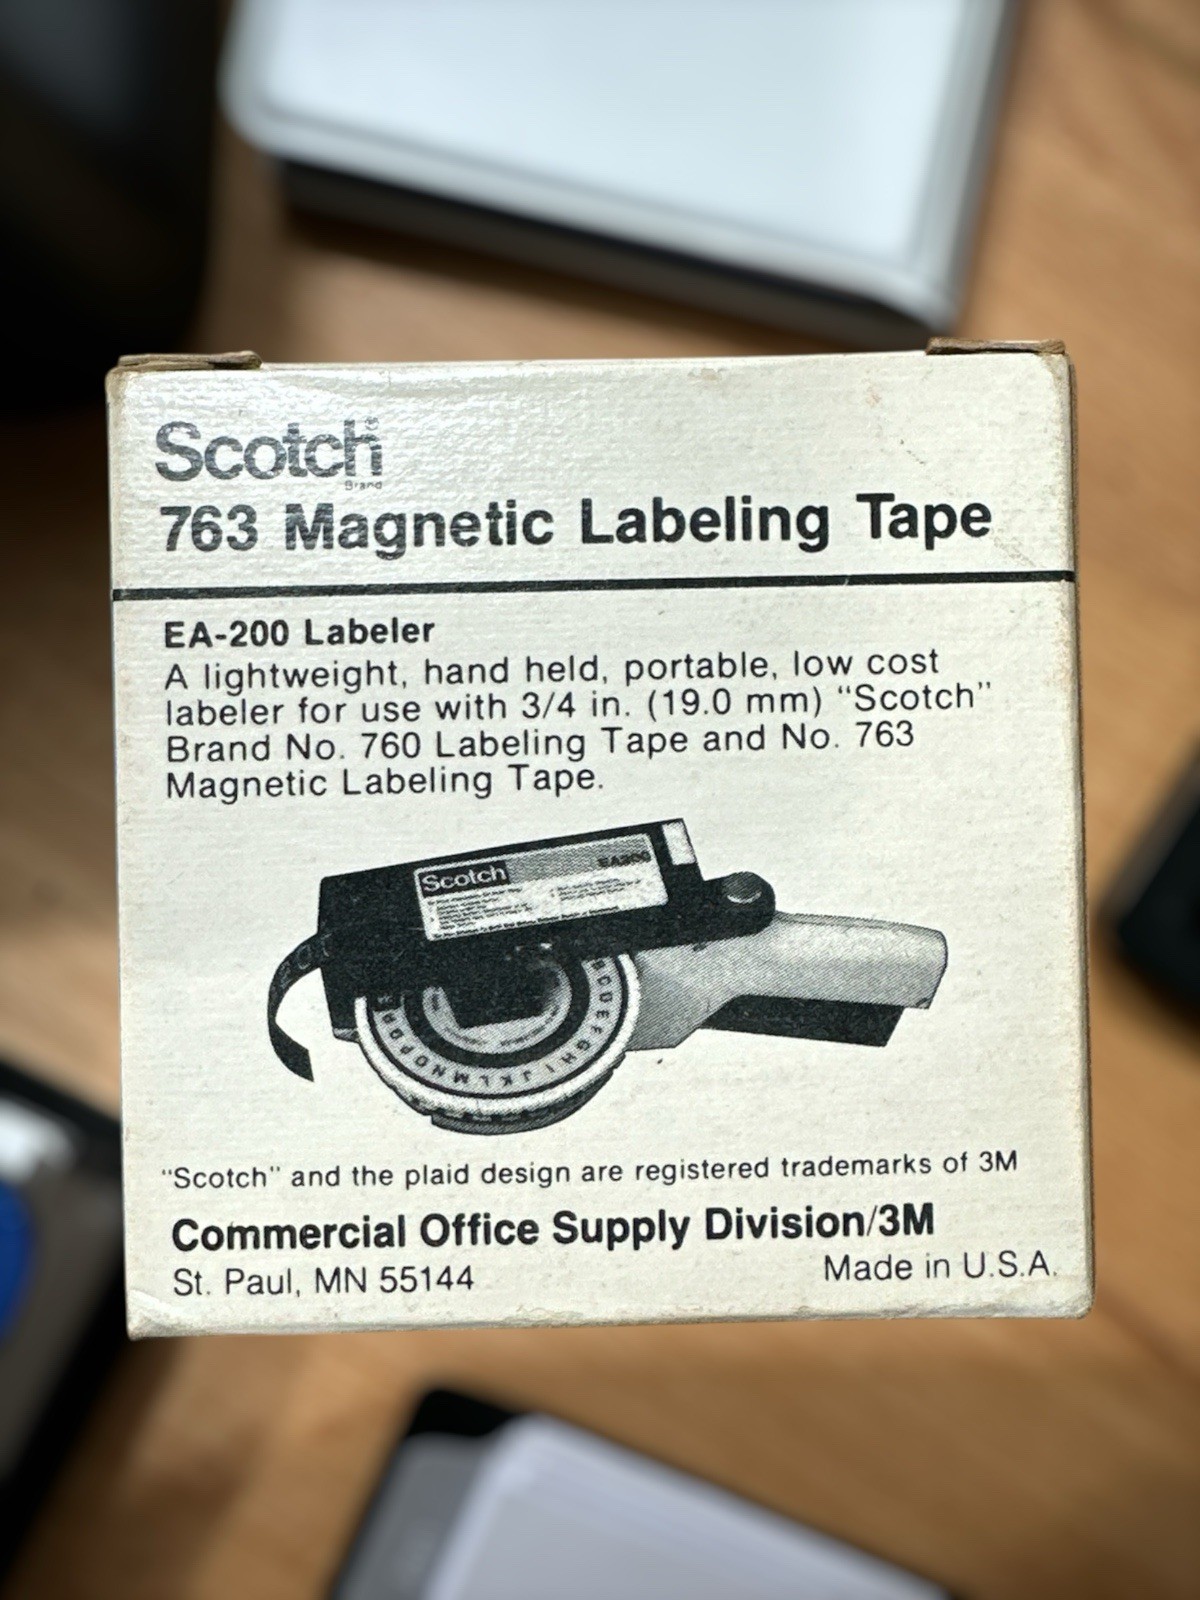 Scotch®
Brand
763 Magnetic Labeling Tape
EA-200 Labeler
A lightweight, hand held, portable, low cost
labeler for use with 3/4 in. (19.0 mm) “Scotch”
Brand No. 760 Labeling Tape and No. 763
Magnetic Labeling Tape.
Scotch
"Scotch" and the plaid design are registered trademarks of 3M
Commercial Office Supply Division/3M
St. Paul, MN 55144
Made in U.S.A.